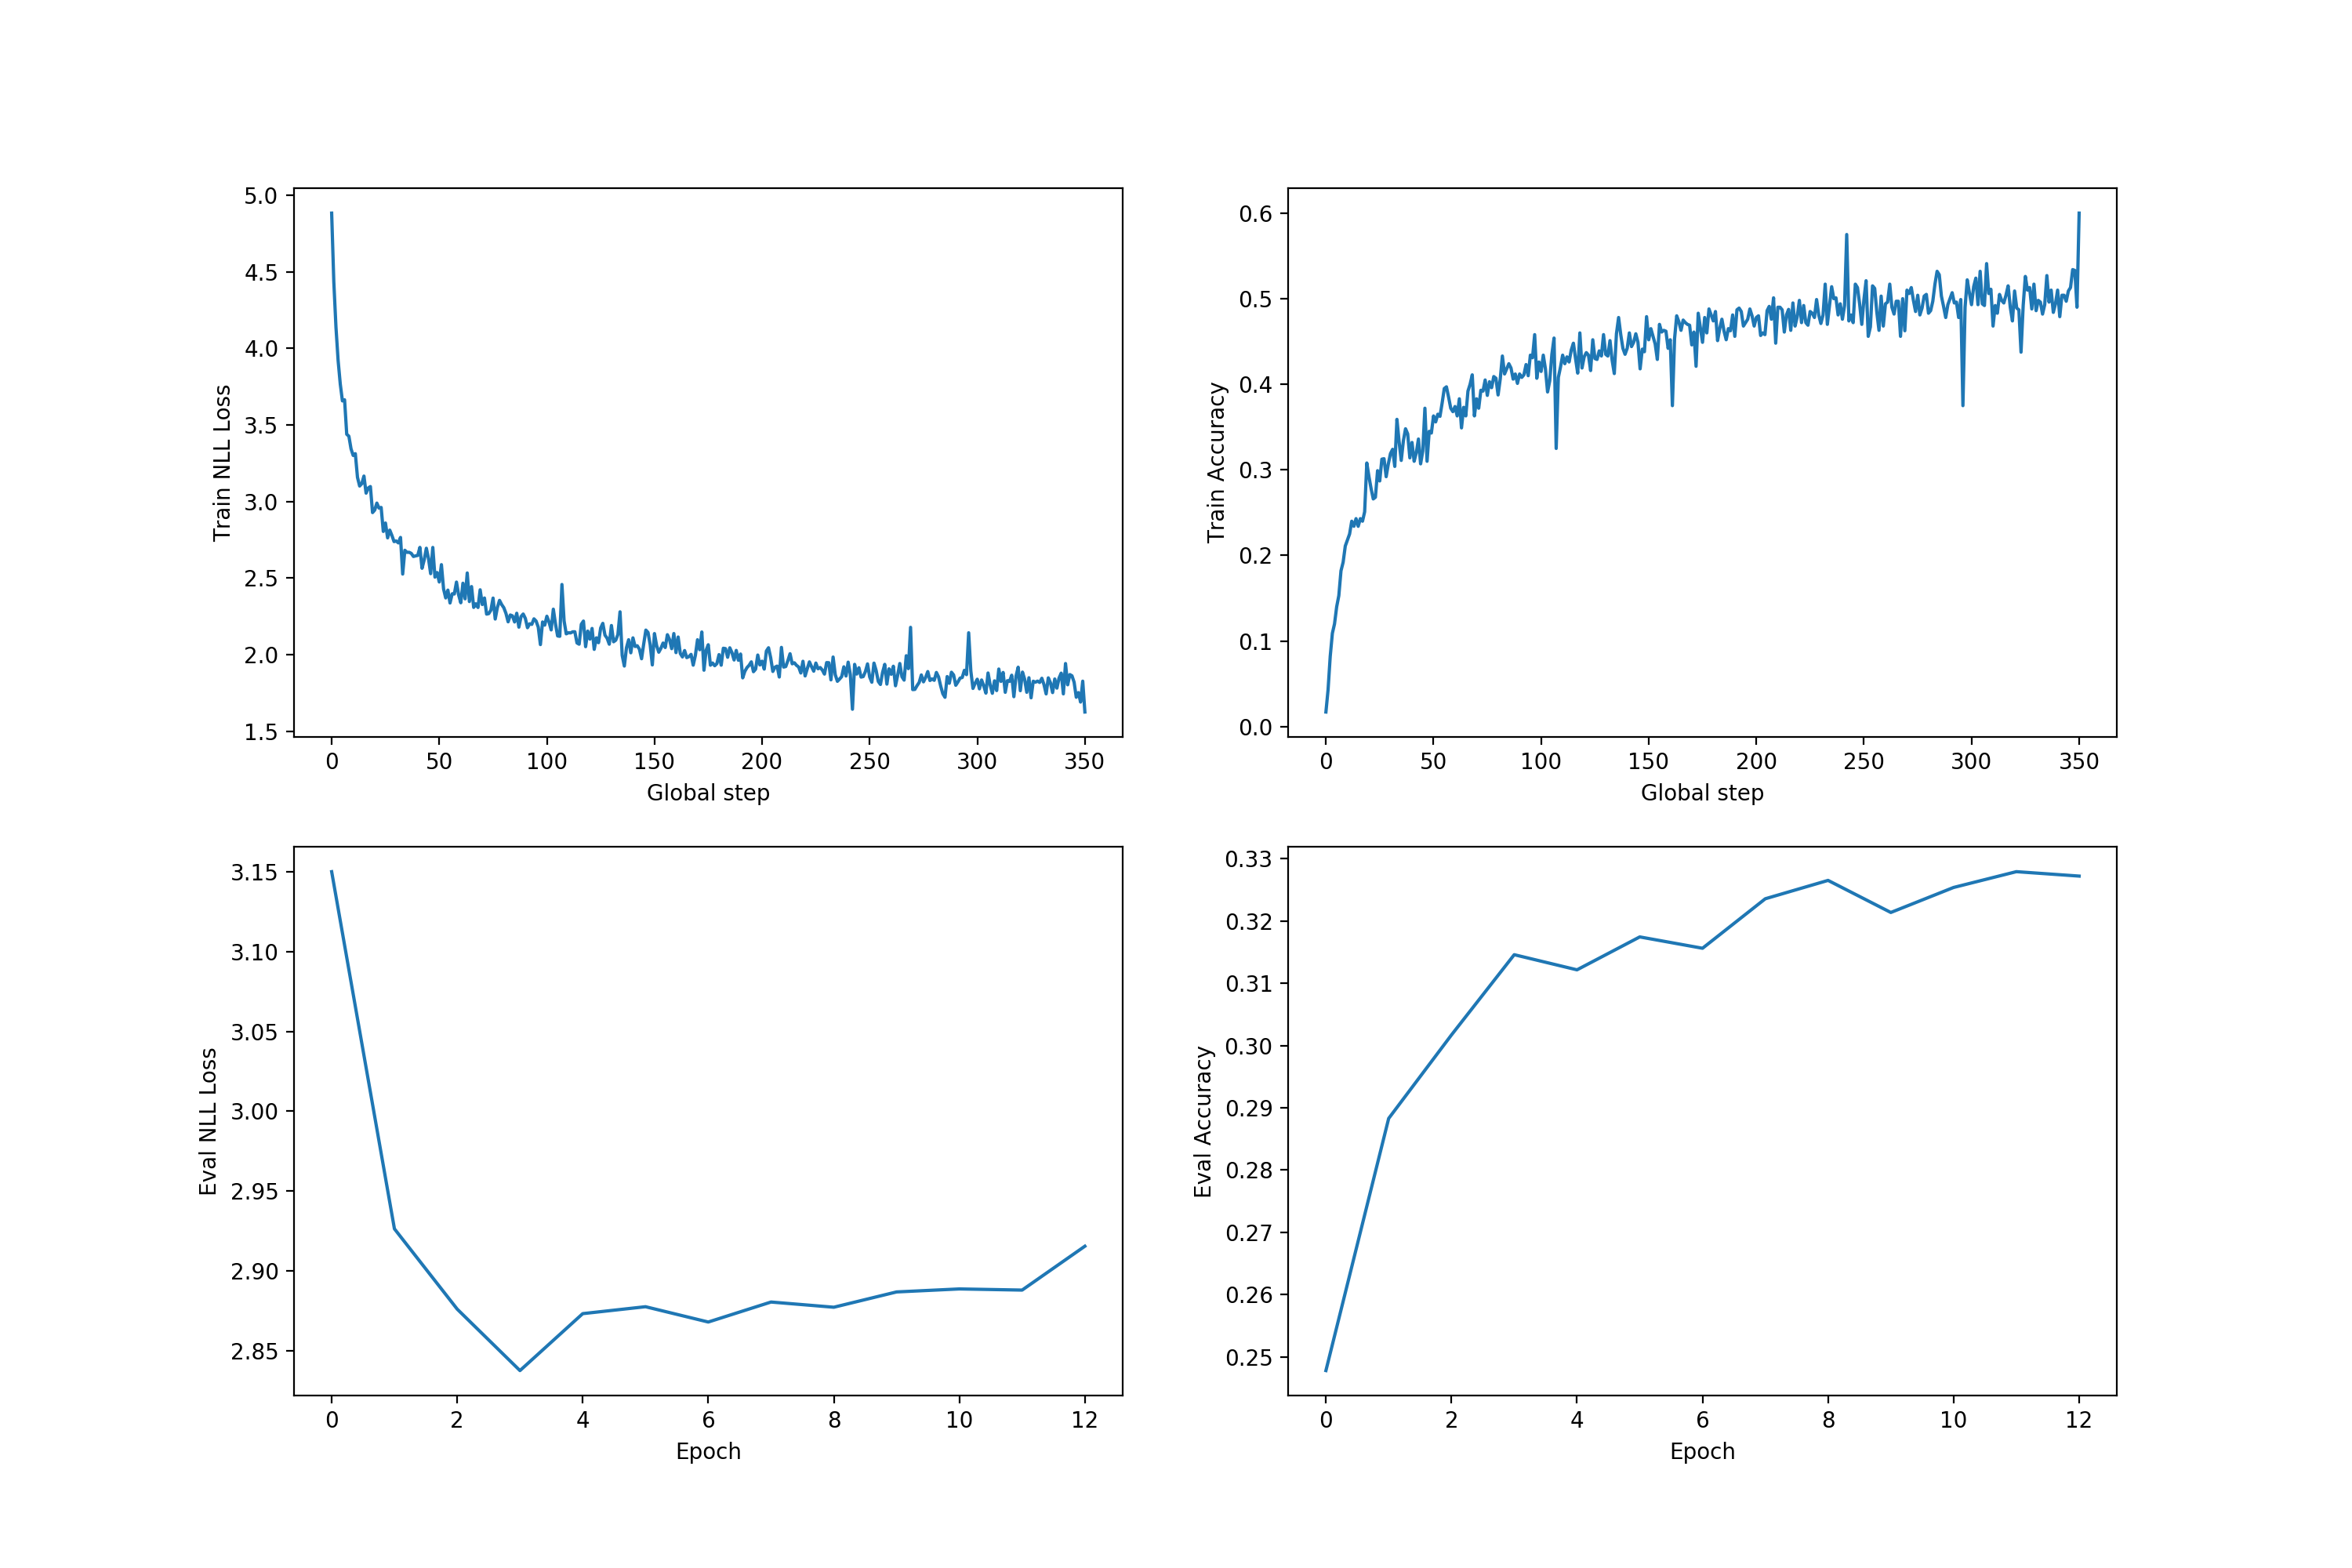 5.0
4.5
4.0
3.5
3.0
2.5
2.0
1.5
Train NLL Loss
0 50 100 150 200 250 300 350
Global step
0.6
0.5
0.4
0.3
0.2
0.1
0.0
Train Accuracy
0 50 100 150 200 250 300 350
Global step
3.15
3.10
3.05
3.00
2.95
2.90
2.85
Eval NLL Loss
0 2 4 6 8 10 12
Epoch
0.33
0.32
0.31
0.30
0.29
0.28
0.27
0.26
0.25
Eval Accuracy
0 2 4 6 8 10 12
Epoch